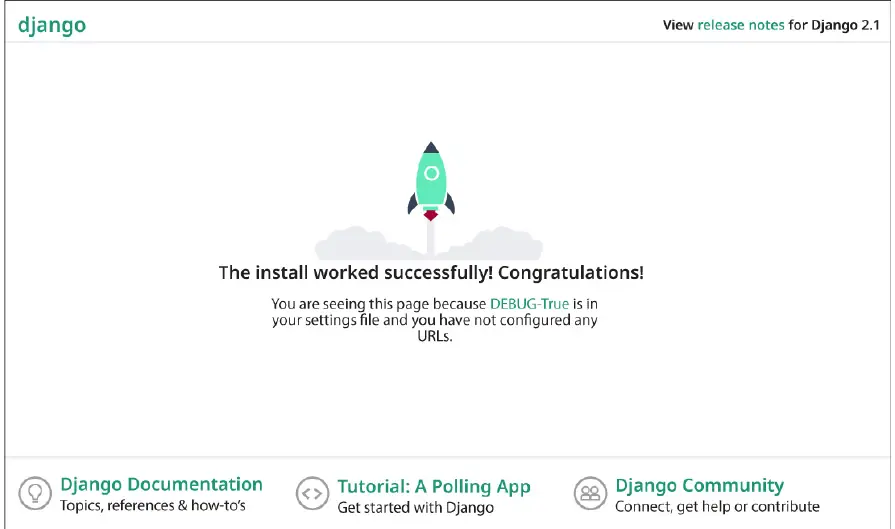 django
View release notes for Django 2.1
The install worked successfully! Congratulations!
You are seeing this page because DEBUG-True is in
your settings file and you have not configured any
URLs.
Django Documentation
Topics, references & how-to's
Tutorial: A Polling App
Get started with Django
Django Community
Connect, get help or contribute